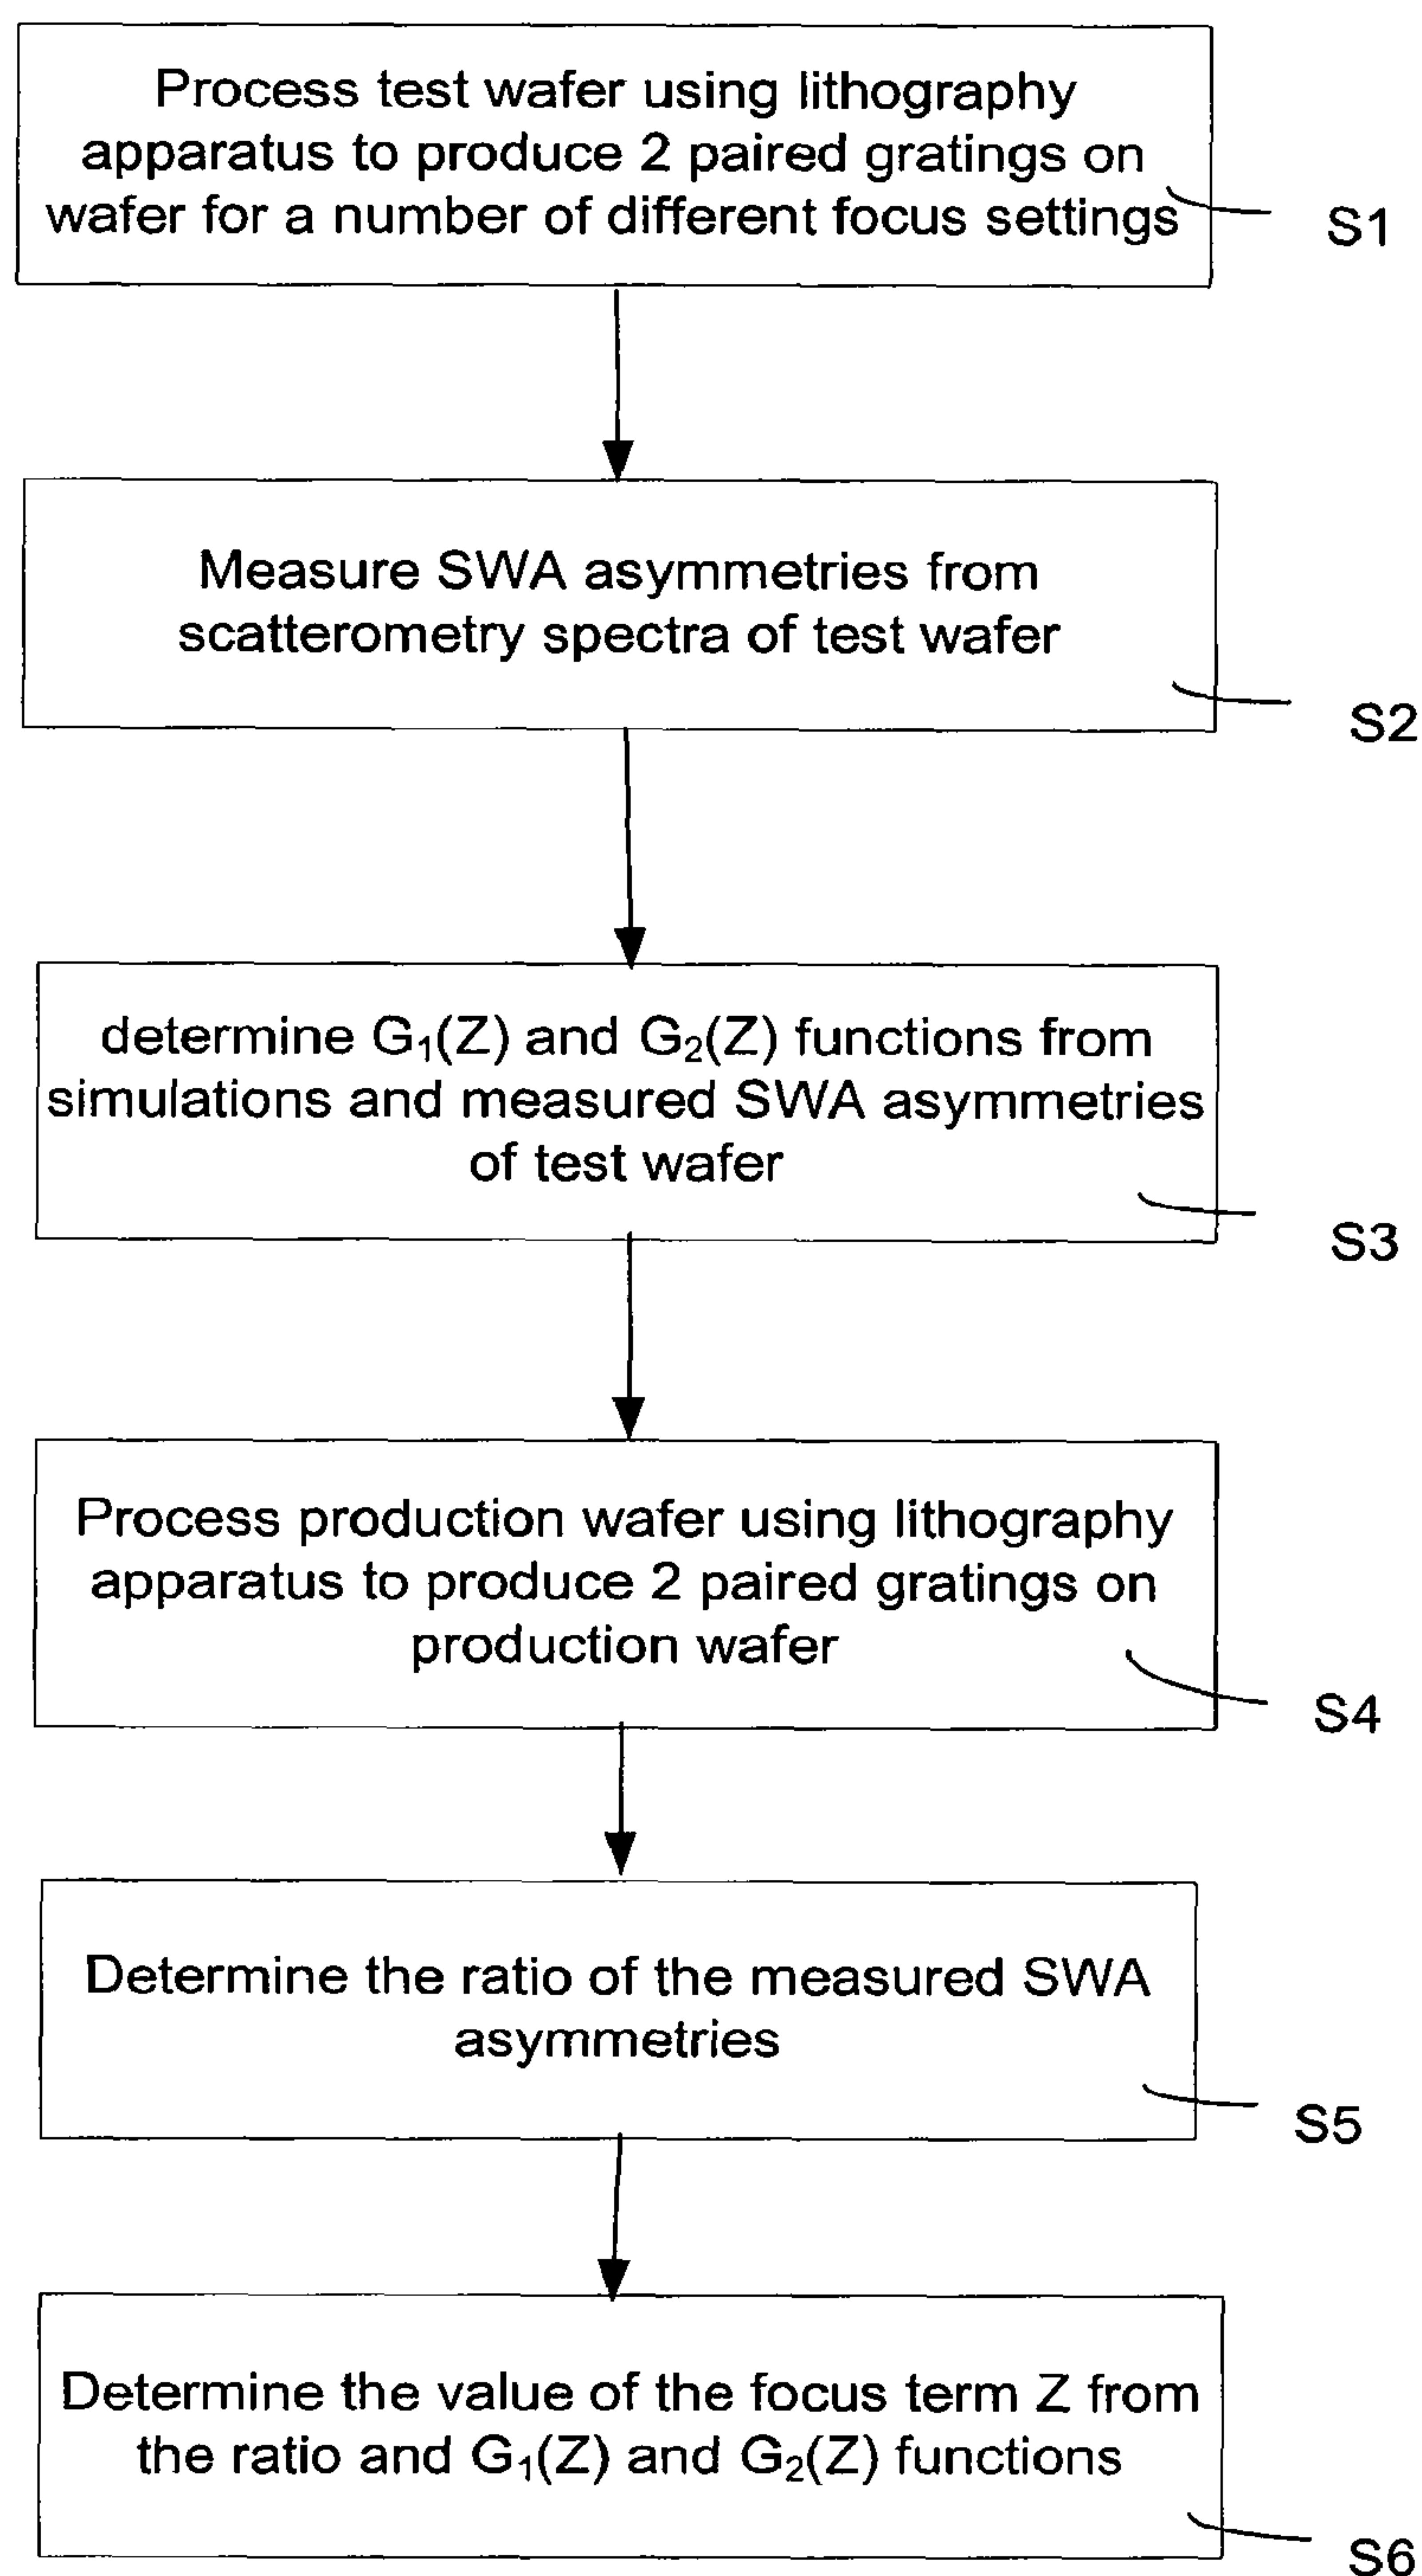 Process test wafer using lithography
apparatus to produce 2 paired gratings on
wafer for a number of different focus settings
S1
Measure SWA asymmetries from
scatterometry spectra of test wafer
S2
determine G₁(Z) and G₂(Z) functions from
simulations and measured SWA asymmetries
of test wafer
S3
Process production wafer using lithography
apparatus to produce 2 paired gratings on
production wafer
S4
Determine the ratio of the measured SWA
asymmetries
S5
Determine the value of the focus term Z from
the ratio and G₁(Z) and G₂(Z) functions
S6